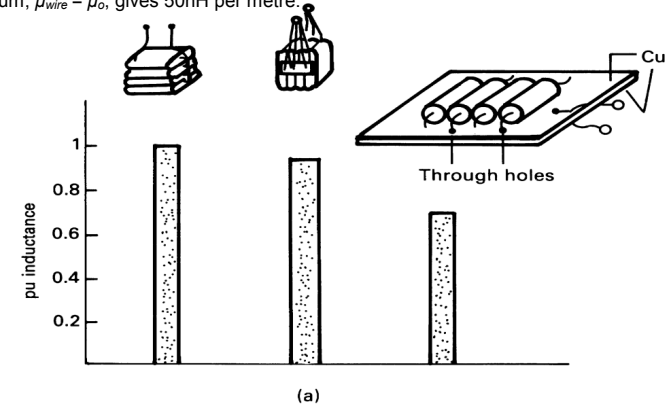 um, μwire = μo, gives 50nH per metre.
Cu
Through holes
1
0.8
0.6
0.4
0.2
pu inductance
(a)